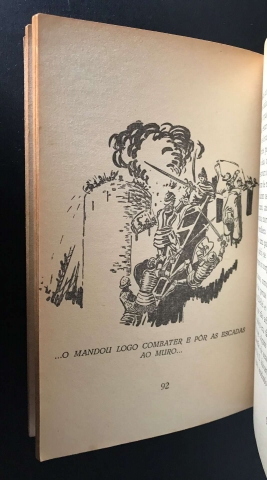 ...O MANDOU LOGO COMBATER, E PÔR AS ESCADAS
AO MURO...
92